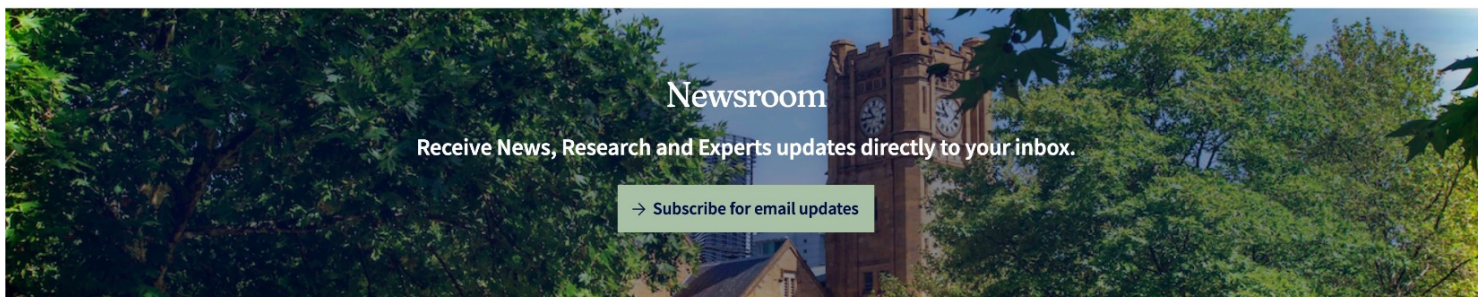 Newsroom
Receive News, Research and Experts updates directly to your inbox.
→ Subscribe for email updates